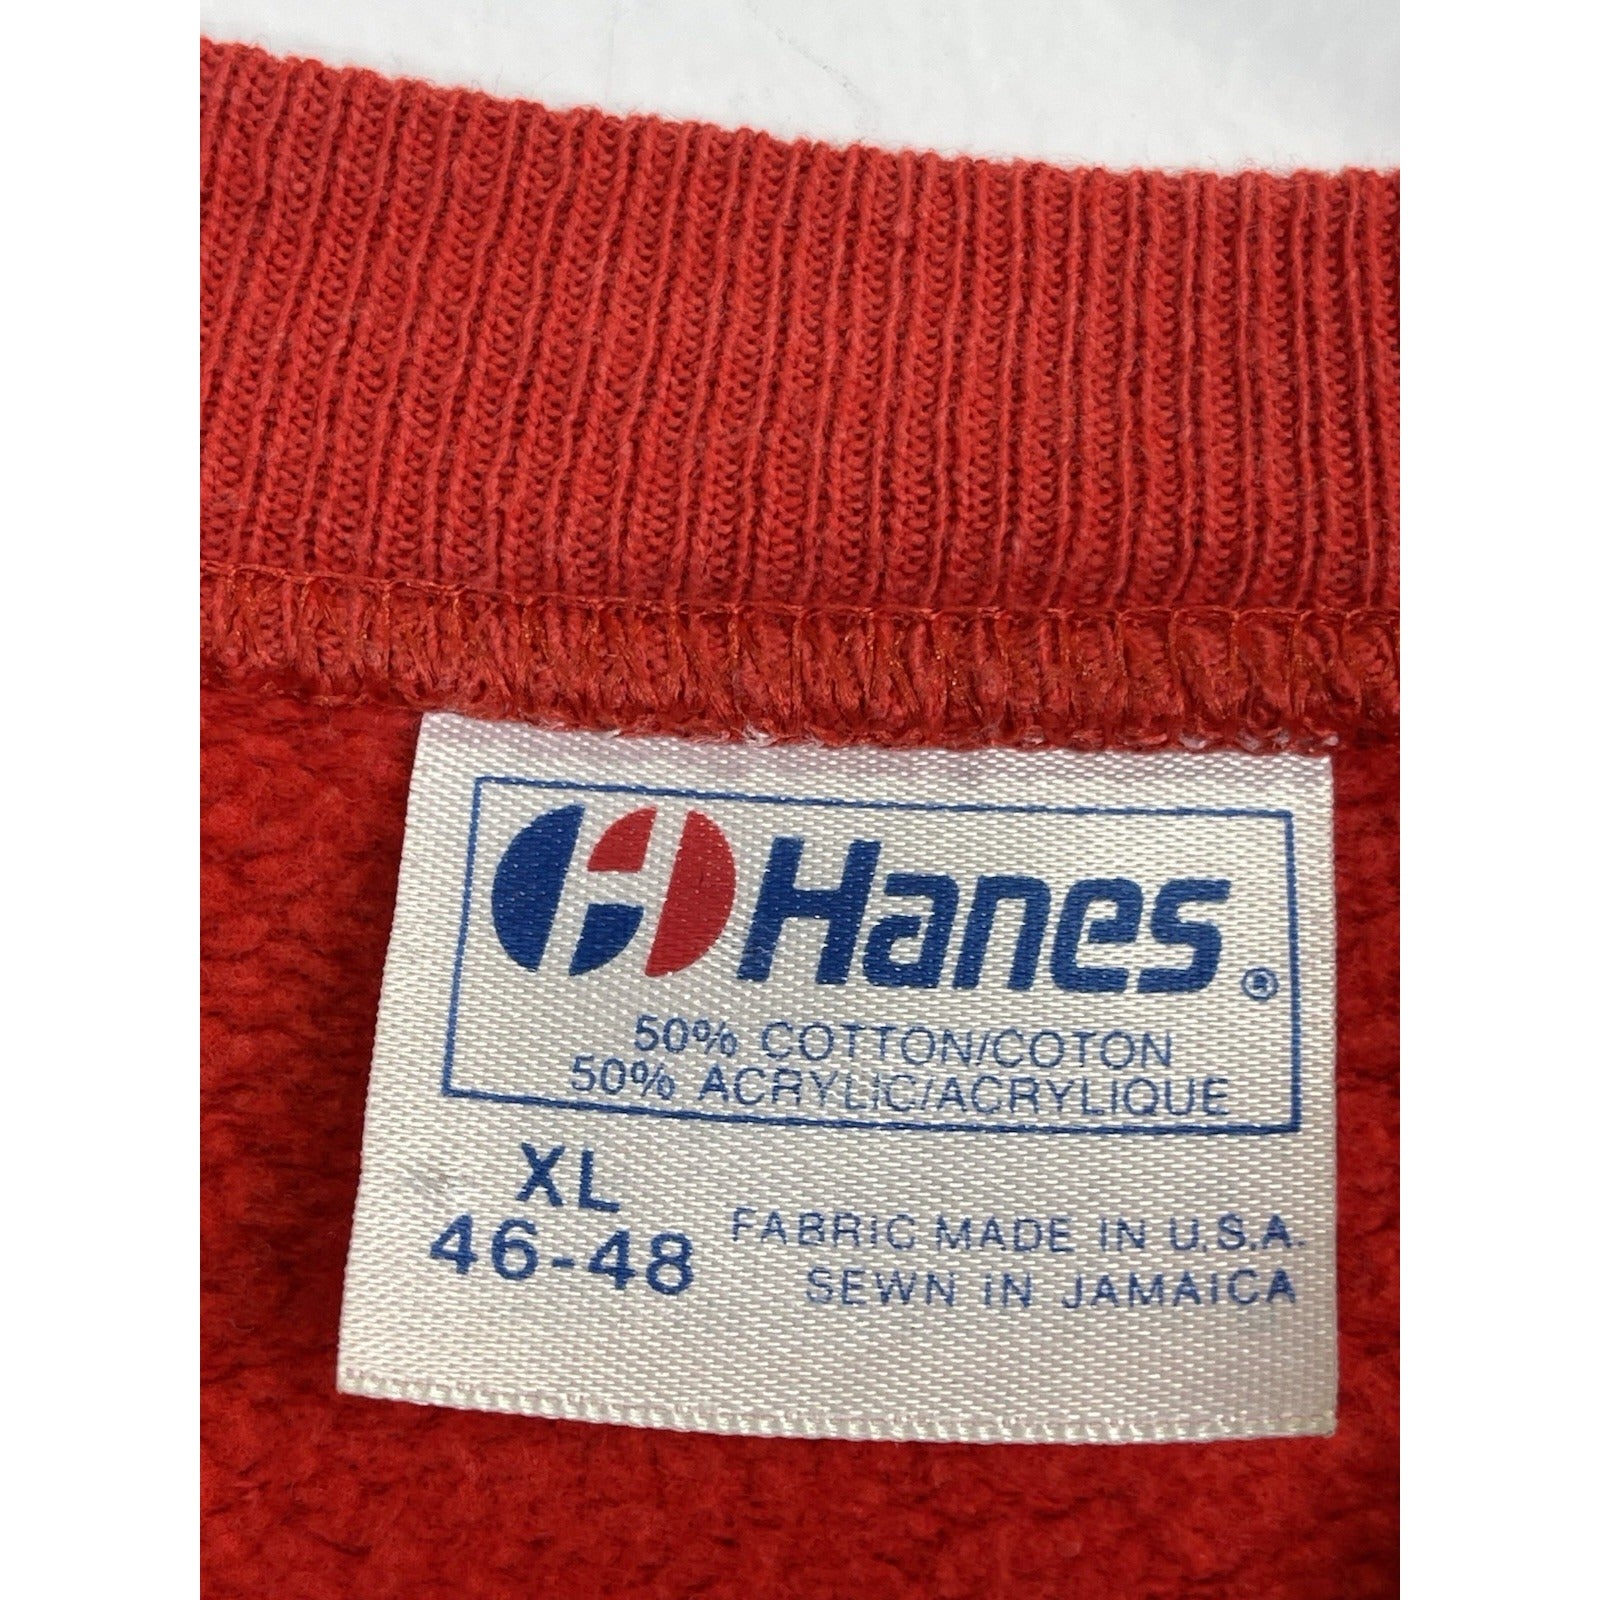 Hanes®
50% COTTON/COTON
50% ACRYLIC/ACRYLIQUE
XL
46-48
FABRIC MADE IN U.S.A.
SEWN IN JAMAICA